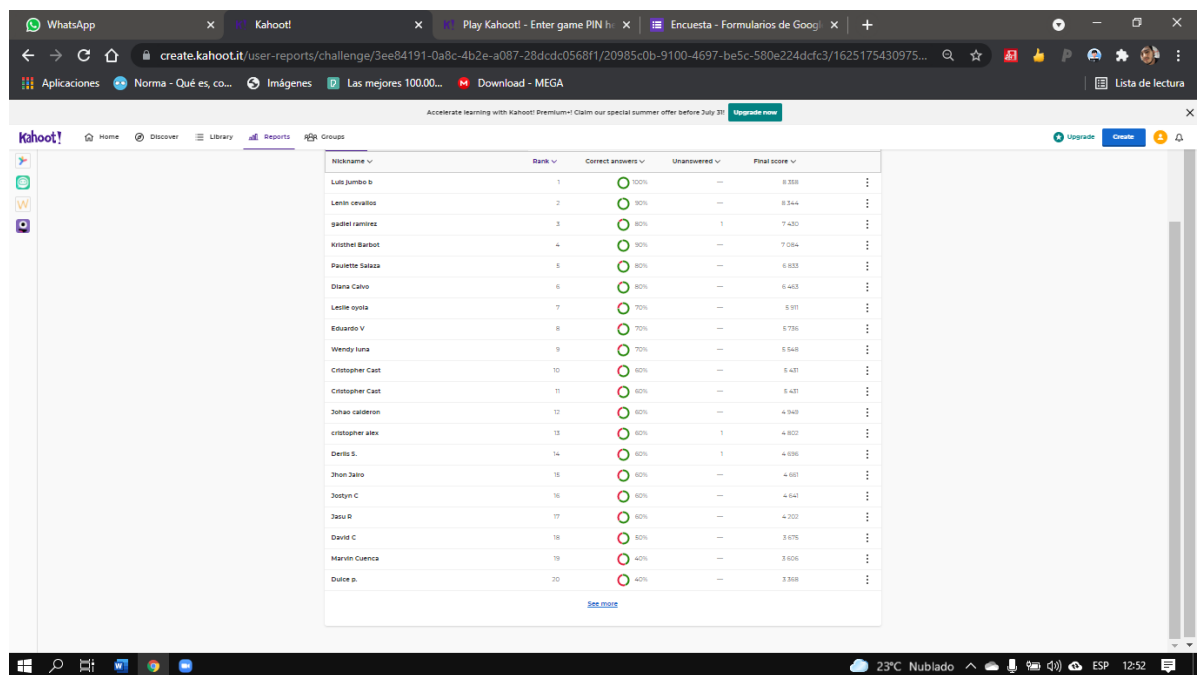 WhatsApp × Kahoot! × K! Play Kahoot! - Enter game PIN h × Encuesta - Formularios de Googl × +
create.kahoot.it/user-reports/challenge/3ee84191-0a8c-4b2e-a087-28dcdc0568f1/20985c0b-9100-4697-be5c-580e224dcfc3/1625175430975...
Aplicaciones Norma - Qué es, co... Imágenes Las mejores 100.00... Download - MEGA Lista de lectura
Accelerate learning with Kahoot! Premium+! Claim our special summer offer before July 31! Upgrade now
Kahoot! Home Discover Library Reports Groups Upgrade Create
Nickname Rank Correct answers Unanswered Final score
Luis jumbo b 1 100% — 8 358
Lenin cevallos 2 90% — 8 344
gadiel ramirez 3 80% 1 7 430
Kristhel Barbot 4 90% — 7 084
Paulette Salaza 5 80% — 6 833
Diana Calvo 6 80% — 6 463
Leslie oyola 7 70% — 5 911
Eduardo V 8 70% — 5 736
Wendy luna 9 70% — 5 548
Cristopher Cast 10 60% — 5 431
Cristopher Cast 11 60% — 5 431
Johao calderon 12 60% — 4 949
cristopher alex 13 60% 1 4 802
Derlis S. 14 60% 1 4 696
Jhon Jairo 15 60% — 4 661
Jostyn C 16 60% — 4 641
Jasu R 17 60% — 4 202
David C 18 50% — 3 675
Marvin Cuenca 19 40% — 3 606
Dulce p. 20 40% — 3 368
See more
23°C Nublado ESP 12:52